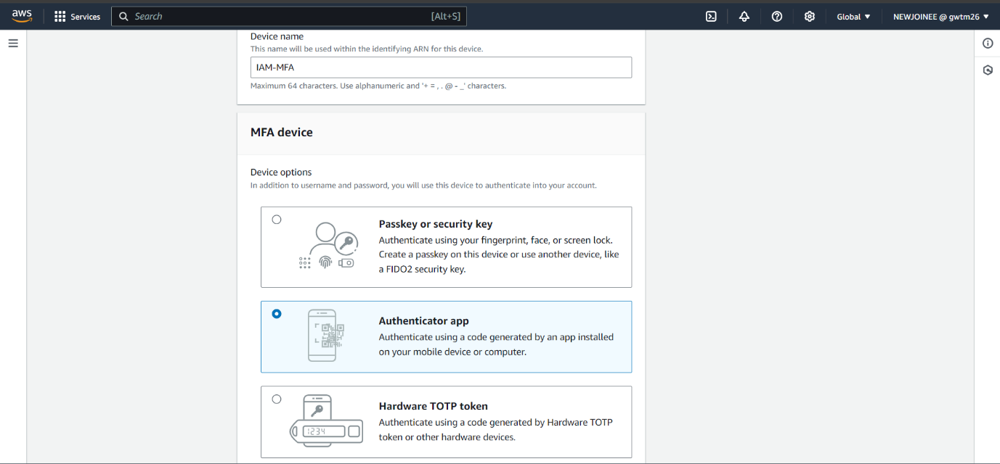 aws
Services
Search
[Alt+S]
Global
NEWJOINEE @ gwtm26
Device name
This name will be used within the identifying ARN for this device.
IAM-MFA
Maximum 64 characters. Use alphanumeric and '+ = , . @ - _' characters.
MFA device
Device options
In addition to username and password, you will use this device to authenticate into your account.
Passkey or security key
Authenticate using your fingerprint, face, or screen lock.
Create a passkey on this device or use another device, like
a FIDO2 security key.
Authenticator app
Authenticate using a code generated by an app installed
on your mobile device or computer.
Hardware TOTP token
1234
Authenticate using a code generated by Hardware TOTP
token or other hardware devices.